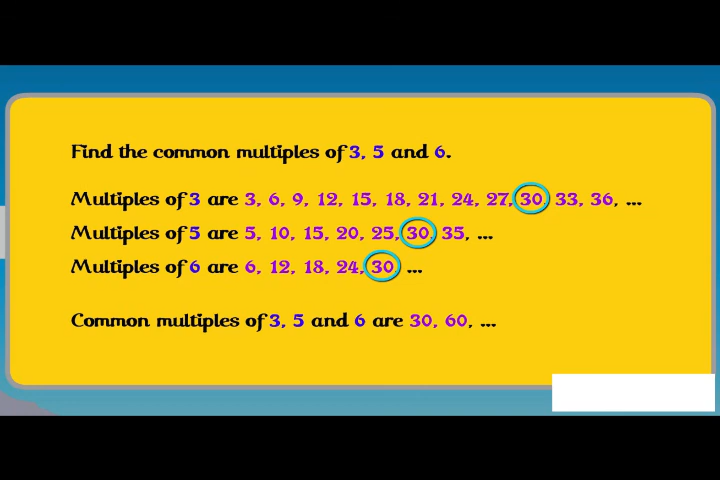 Find the common multiples of 3, 5 and 6.
Multiples of 3 are 3, 6, 9, 12, 15, 18, 21, 24, 27, 30, 33, 36, ...
Multiples of 5 are 5, 10, 15, 20, 25, 30, 35, ...
Multiples of 6 are 6, 12, 18, 24, 30, ...
Common multiples of 3, 5 and 6 are 30, 60, ...